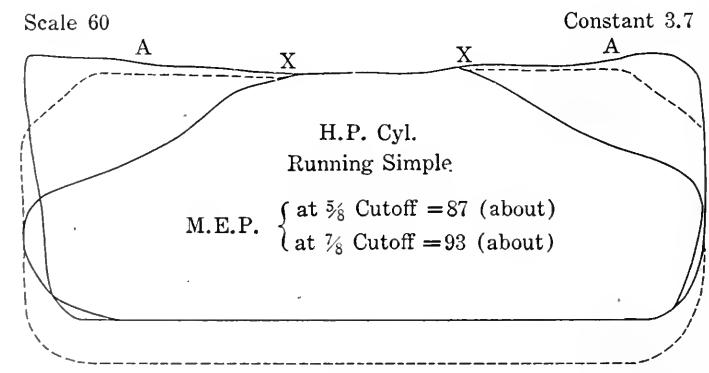 Scale 60
Constant 3.7
A
A
X
X
H.P. Cyl.
Running Simple.
M.E.P.
at ⅝ Cutoff = 87 (about)
at ⅞ Cutoff = 93 (about)